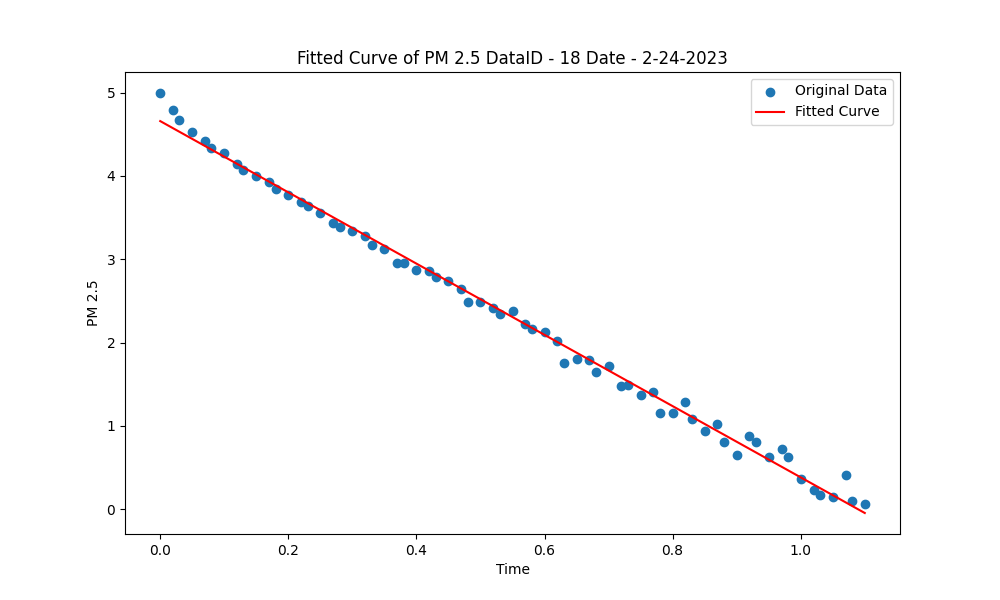 Fitted Curve of PM 2.5 DataID - 18 Date - 2-24-2023
Original Data
Fitted Curve
5
4
3
2
1
0
PM 2.5
0.0 0.2 0.4 0.6 0.8 1.0
Time